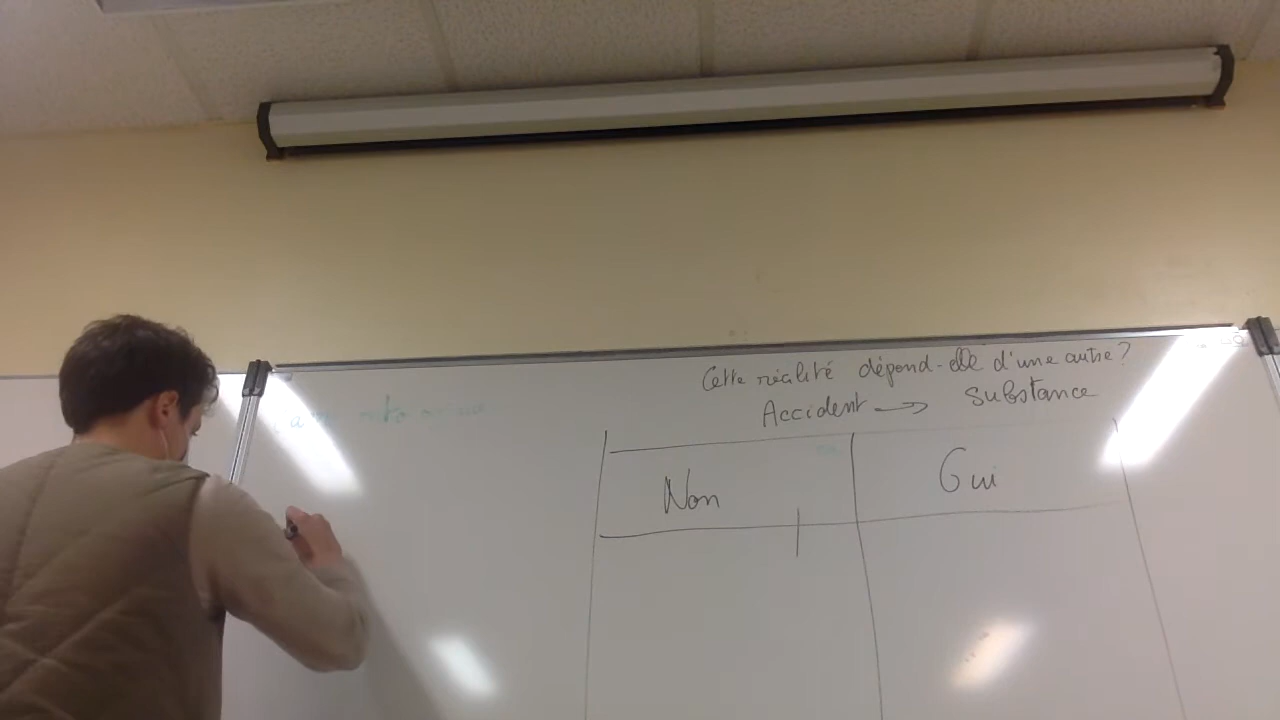 Cette réalité dépend-elle d'une autre ?
Accident → substance
Non
Oui